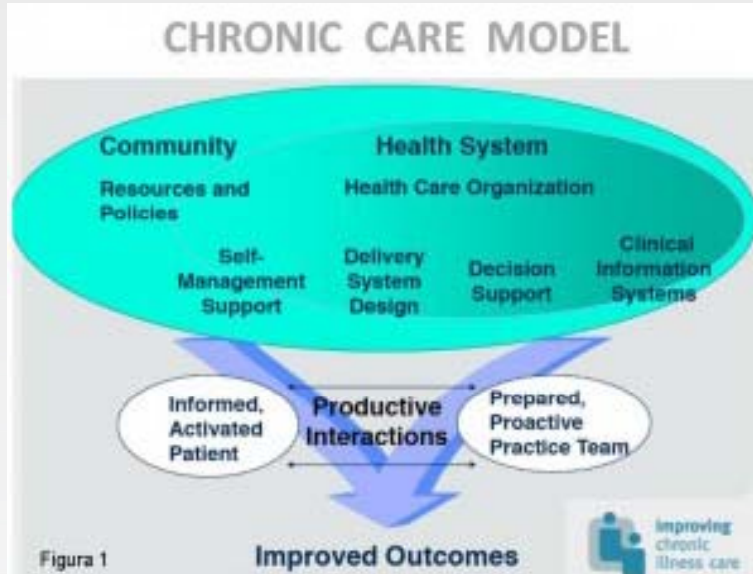 CHRONIC CARE MODEL
Community
Resources and
Policies
Health System
Health Care Organization
Self-
Management
Support
Delivery
System
Design
Decision
Support
Clinical
Information
Systems
Informed,
Activated
Patient
Productive
Interactions
Prepared,
Proactive
Practice Team
Improved Outcomes
Figura 1
improving
chronic
illness care